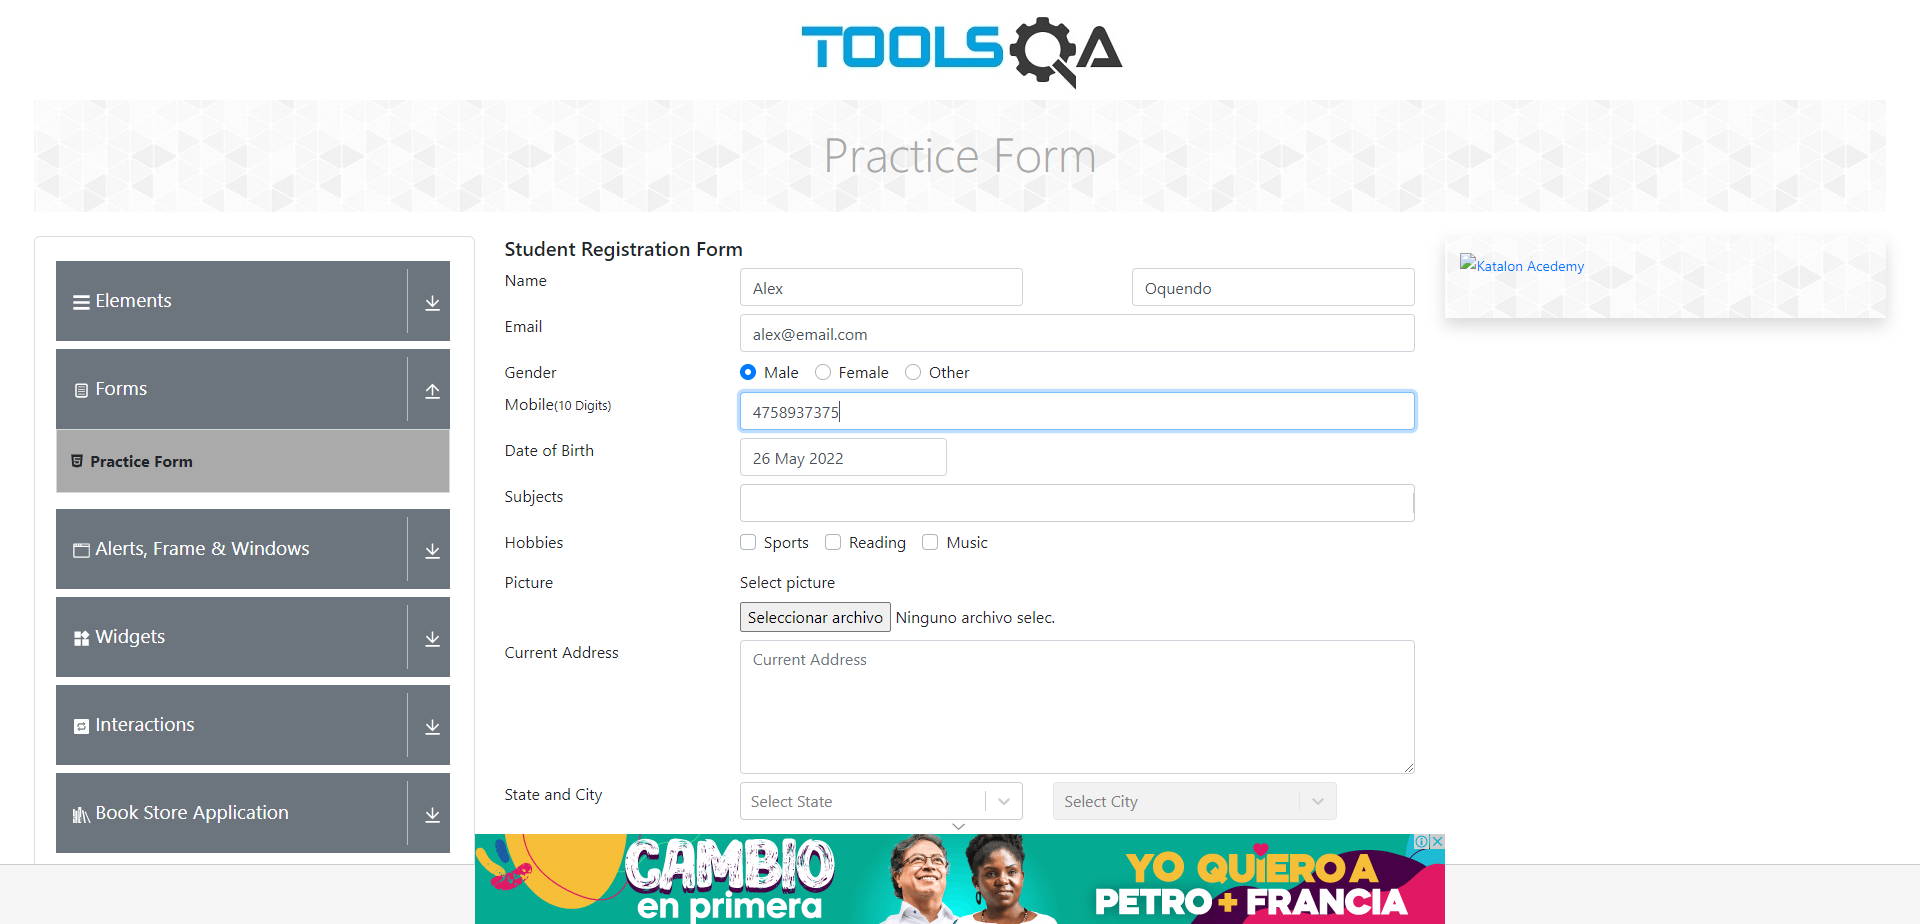 TOOLSQA
Practice Form
Elements
Forms
Practice Form
Alerts, Frame & Windows
Widgets
Interactions
Book Store Application
Student Registration Form
Name
Alex
Oquendo
Email
alex@email.com
Gender
Male
Female
Other
Mobile(10 Digits)
4758937375
Date of Birth
26 May 2022
Subjects
Hobbies
Sports
Reading
Music
Picture
Select picture
Seleccionar archivo Ninguno archivo selec.
Current Address
Current Address
State and City
Select State
Select City
Katalon Acedemy
CAMBIO
en primera
YO QUIERO A
PETRO + FRANCIA